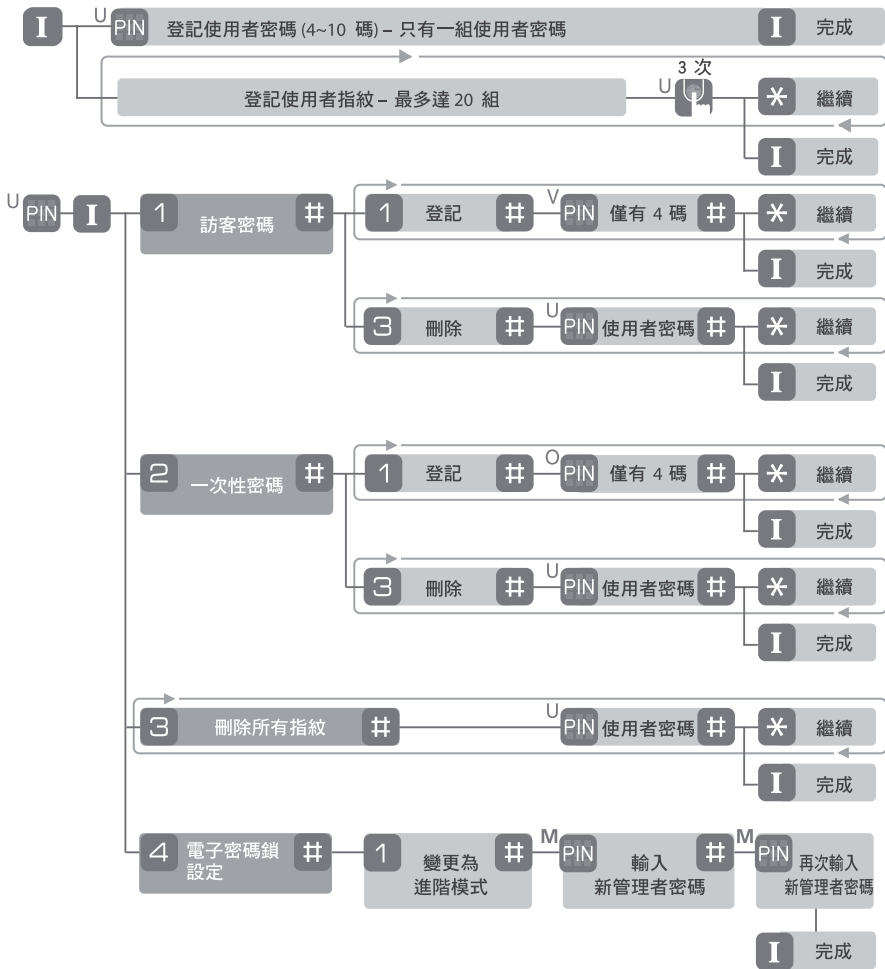 I U PIN 登記使用者密碼 (4~10 碼) – 只有一組使用者密碼 I 完成
3 次
登記使用者指紋 – 最多達 20 組 U * 繼續
I 完成
U PIN I 1 訪客密碼 # 1 登記 # V PIN 僅有 4 碼 # * 繼續
I 完成
3 刪除 # U PIN 使用者密碼 # * 繼續
I 完成
2 一次性密碼 # 1 登記 # O PIN 僅有 4 碼 # * 繼續
I 完成
3 刪除 # U PIN 使用者密碼 # * 繼續
I 完成
3 刪除所有指紋 # U PIN 使用者密碼 # * 繼續
I 完成
4 電子密碼鎖 # 1 變更為 # M PIN 輸入 # M PIN 再次輸入
設定 進階模式 新管理者密碼 新管理者密碼
I 完成